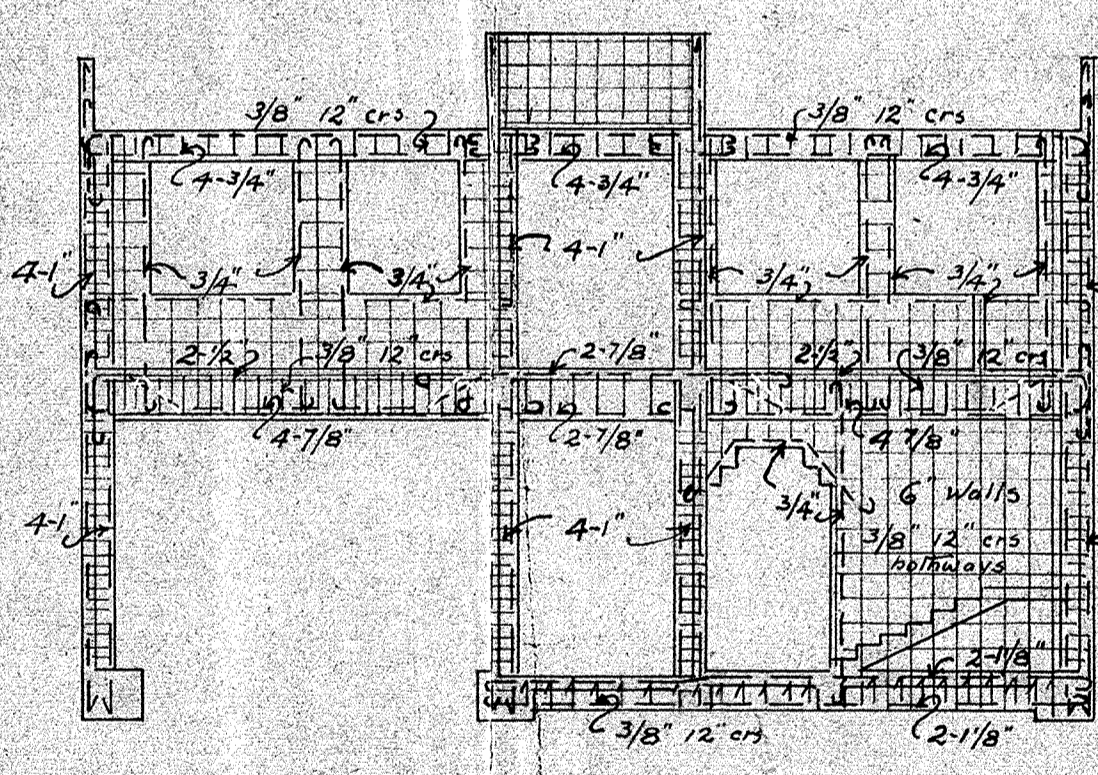 3/8" 12" crs
3/8" 12" crs
4-3/4"
4-3/4"
4-3/4"
4-1"
4-1"
3/4"
3/4"
3/4"
3/4"
2-1/2"
3/8" 12" crs
2-7/8"
2-1/2"
3/8" 12" crs
4-7/8"
2-7/8"
4 7/8"
4-1"
4-1"
3/4"
6" walls
3/8" 12" crs
bothways
2-1/8"
3/8" 12" crs
2-1/8"